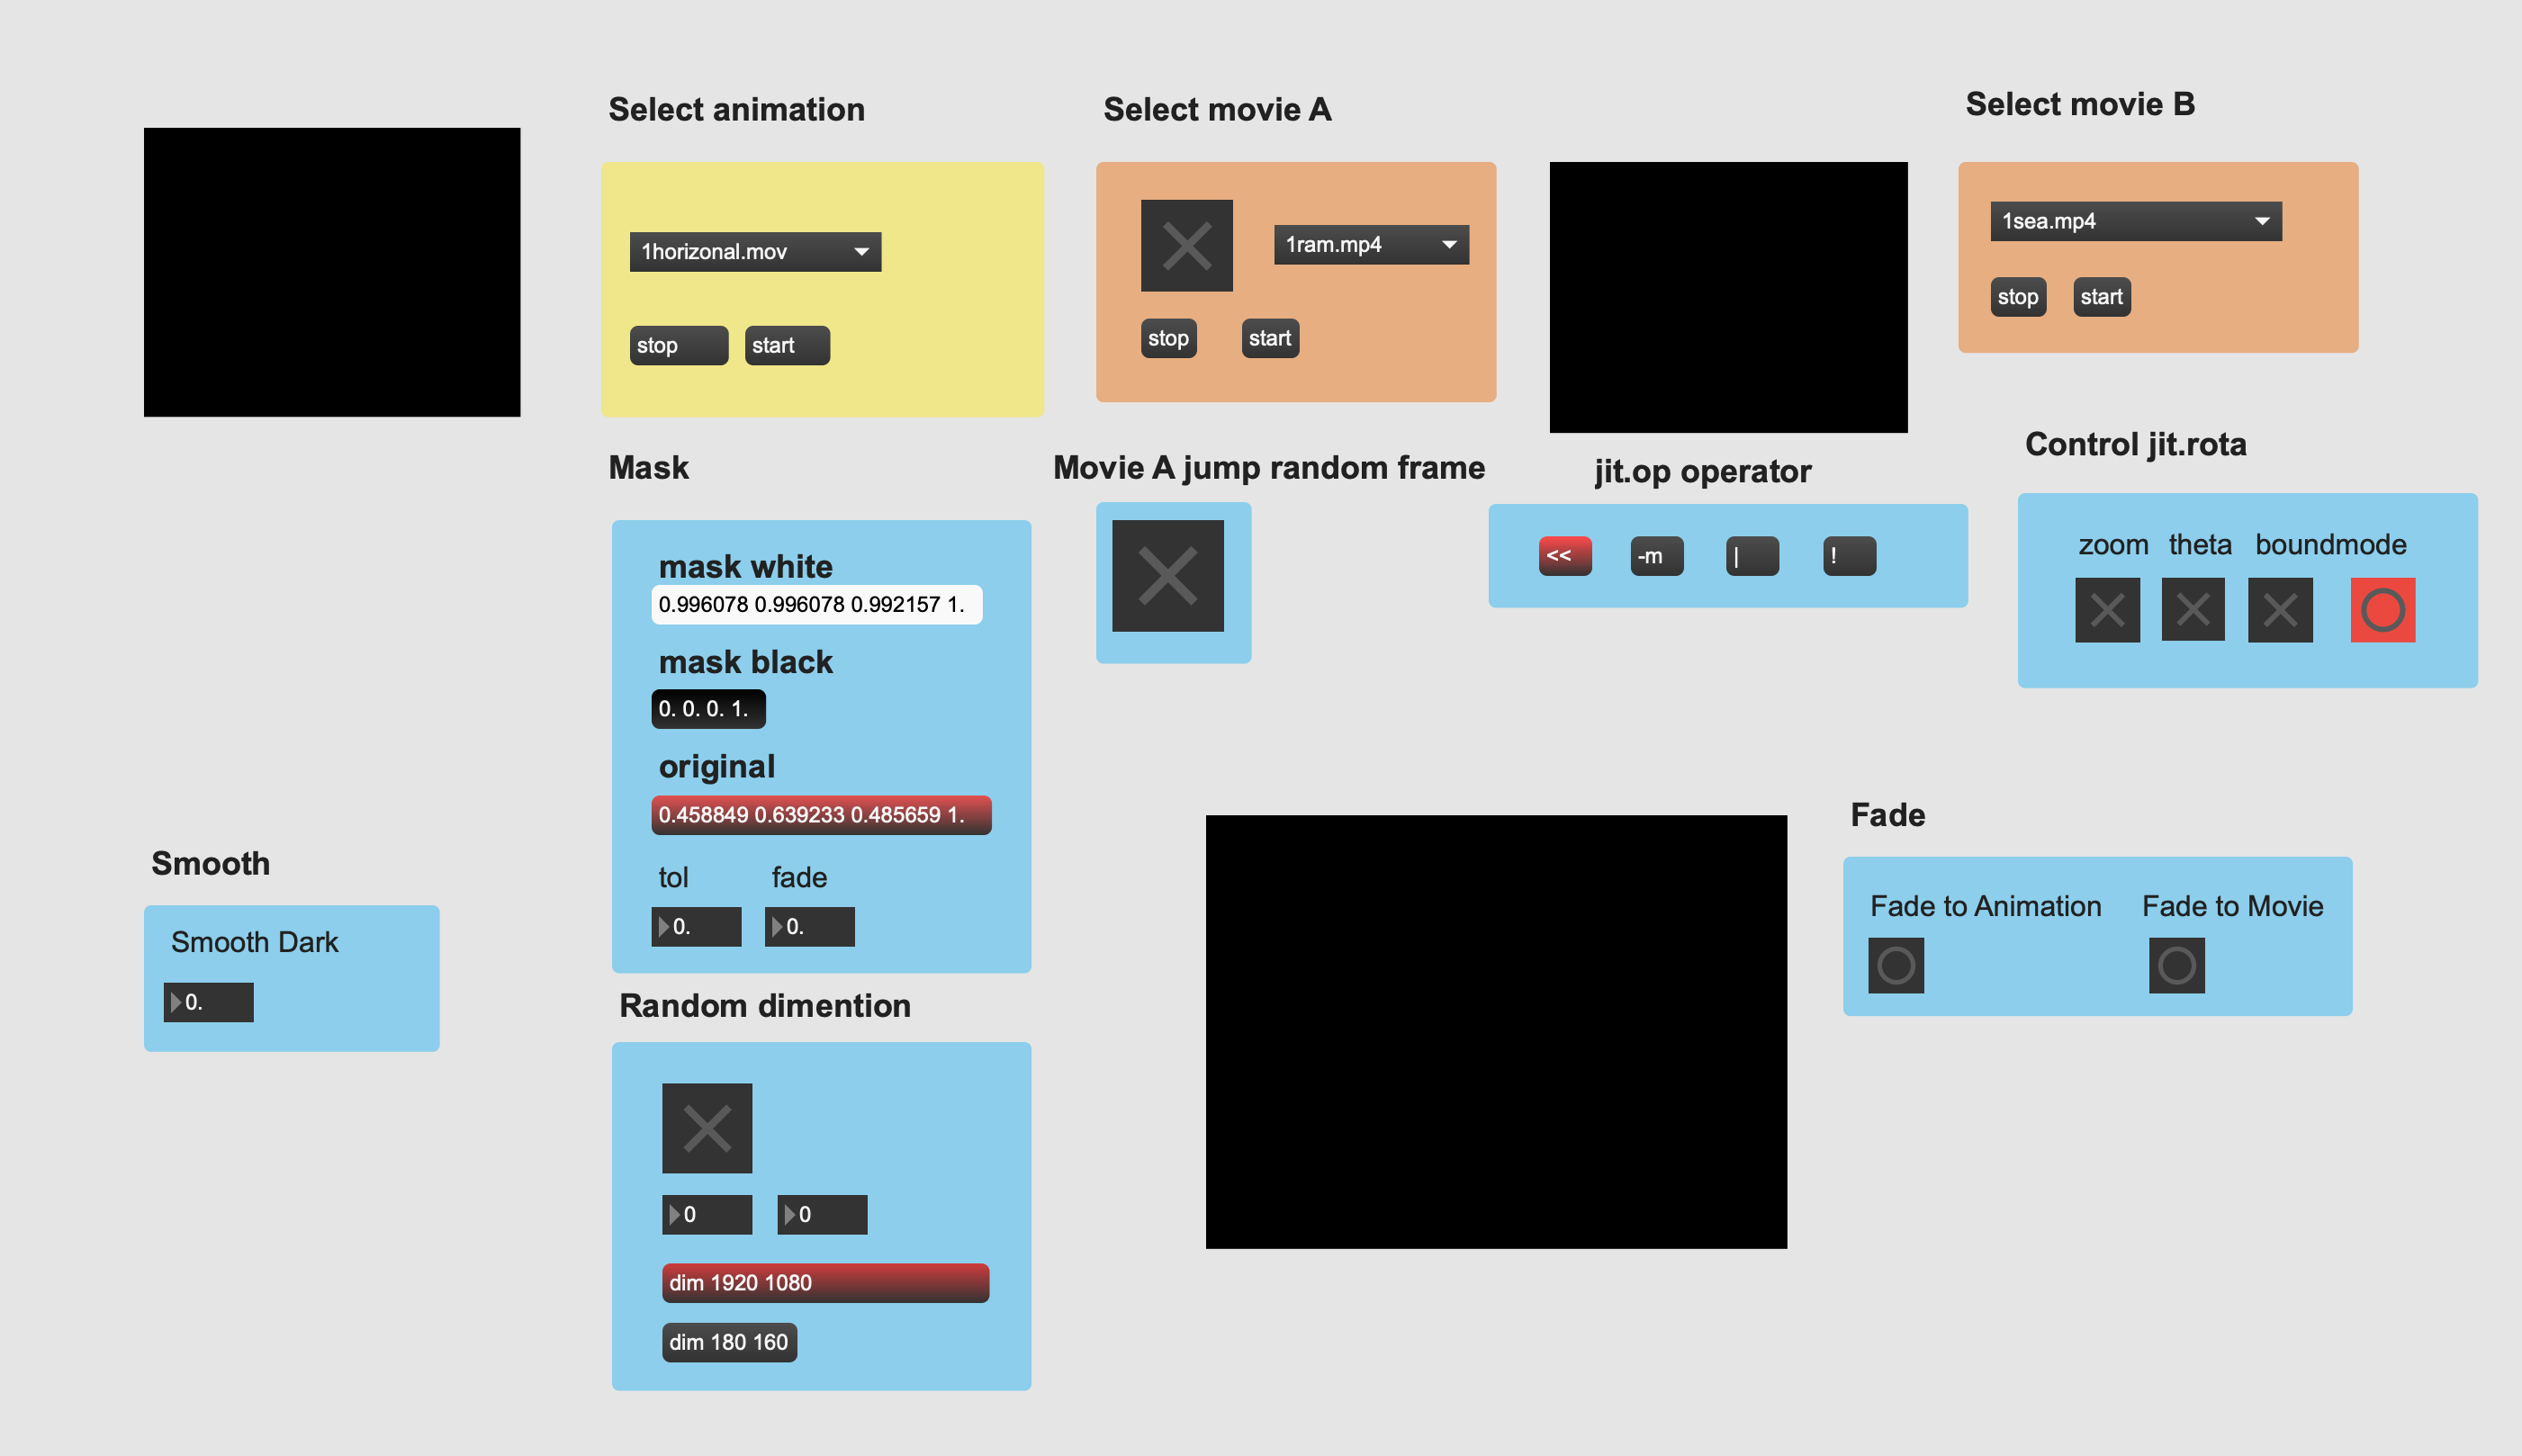 Select animation
1horizonal.mov
stop
start
Select movie A
1ram.mp4
stop
start
Select movie B
1sea.mp4
stop
start
Mask
mask white
0.996078 0.996078 0.992157 1.
mask black
0. 0. 0. 1.
original
0.458849 0.639233 0.485659 1.
tol
fade
0.
0.
Movie A jump random frame
jit.op operator
<<
-m
|
!
Control jit.rota
zoom
theta
boundmode
Smooth
Smooth Dark
0.
Random dimention
0
0
dim 1920 1080
dim 180 160
Fade
Fade to Animation
Fade to Movie